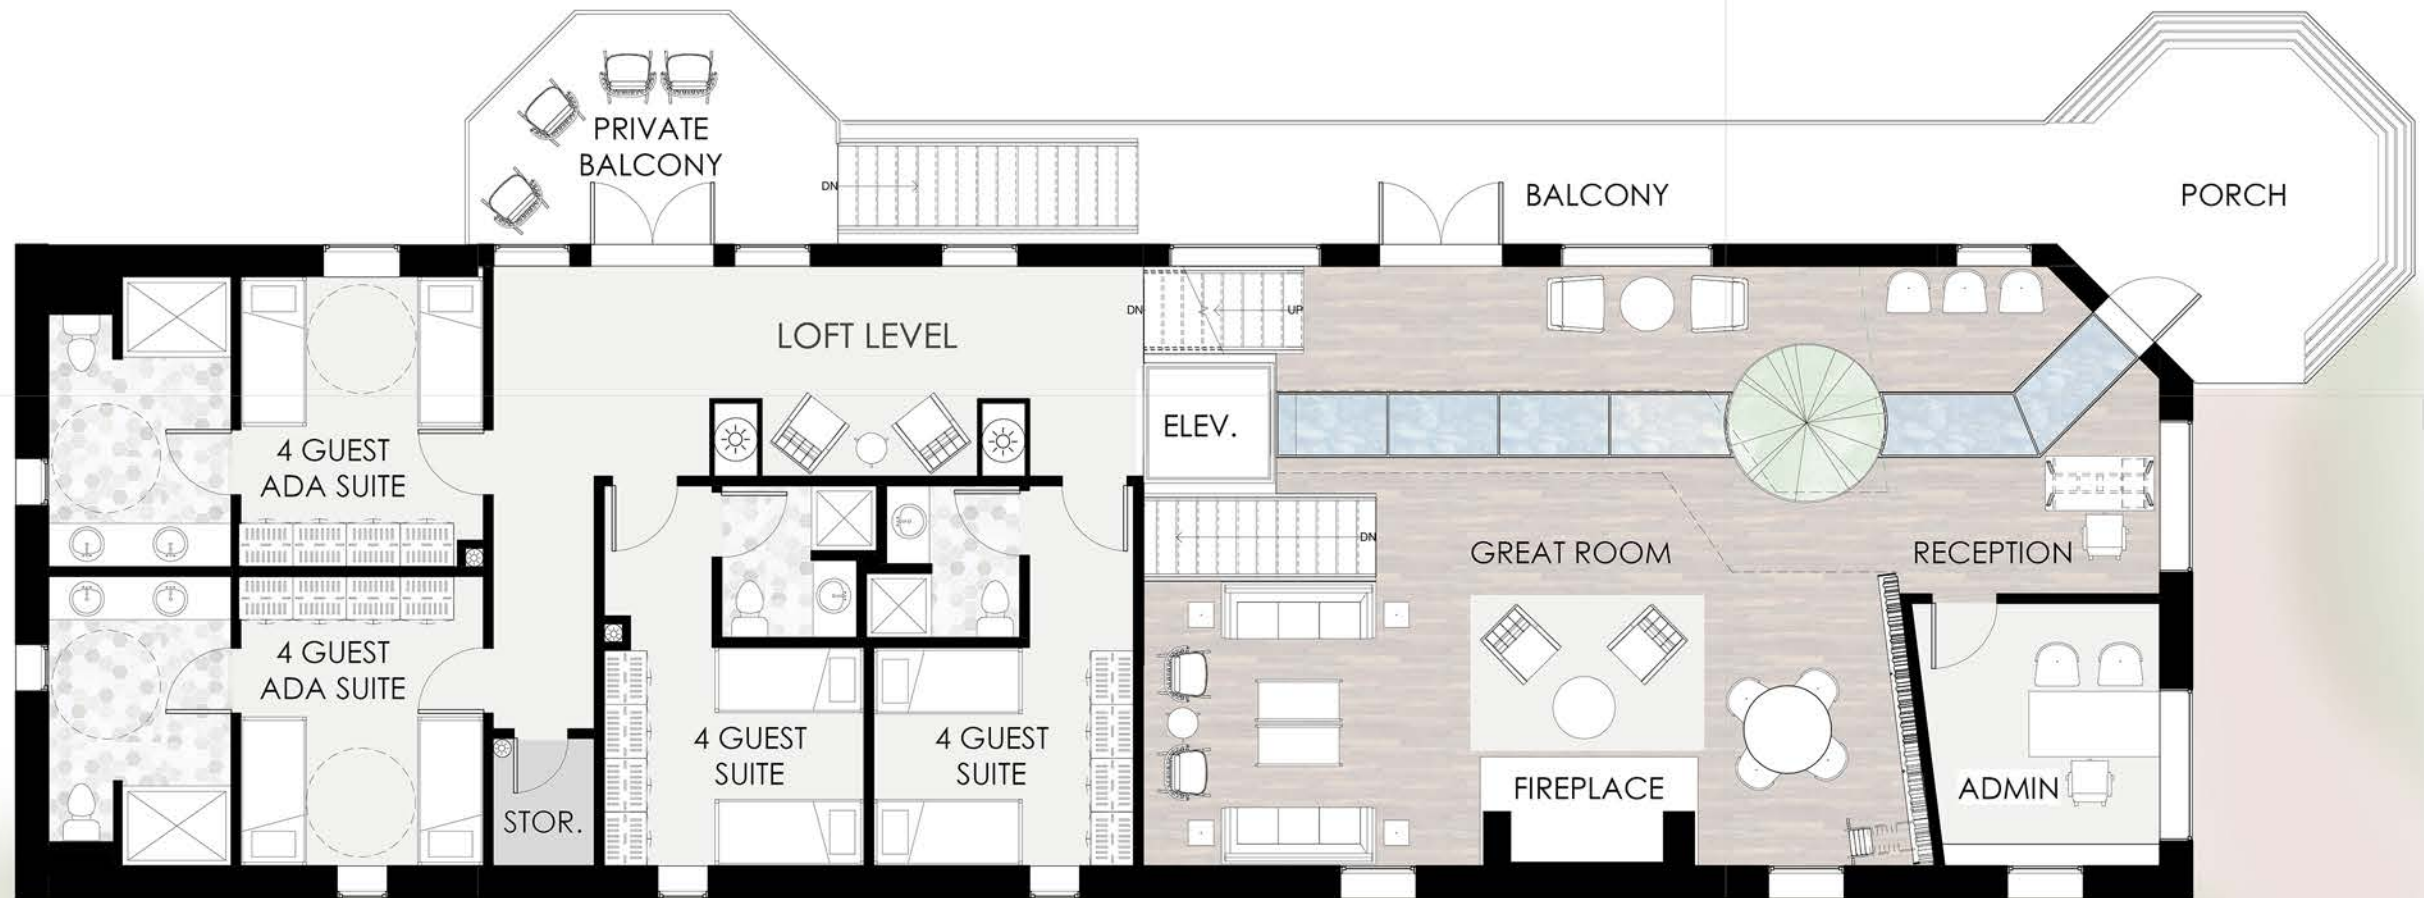 PRIVATE
BALCONY
DN
BALCONY
PORCH
LOFT LEVEL
DN
UP
ELEV.
4 GUEST
ADA SUITE
DN
GREAT ROOM
RECEPTION
4 GUEST
ADA SUITE
4 GUEST
SUITE
4 GUEST
SUITE
STOR.
FIREPLACE
ADMIN